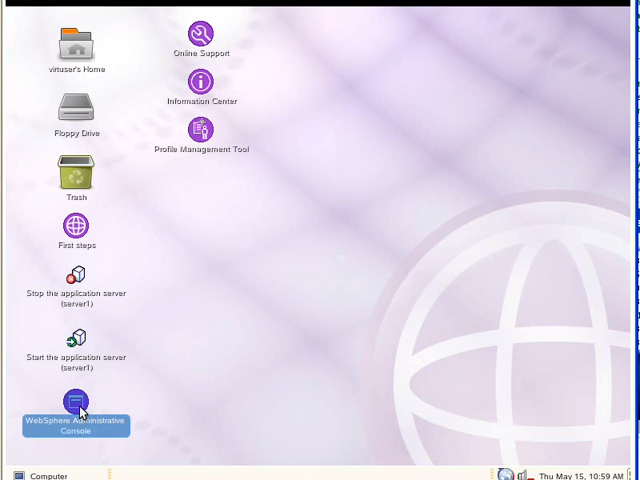 virtuser's Home
Floppy Drive
Trash
First steps
Stop the application server
(server1)
Start the application server
(server1)
WebSphere Administrative
Console
Online Support
Information Center
Profile Management Tool
Computer
Thu May 15, 10:59 AM